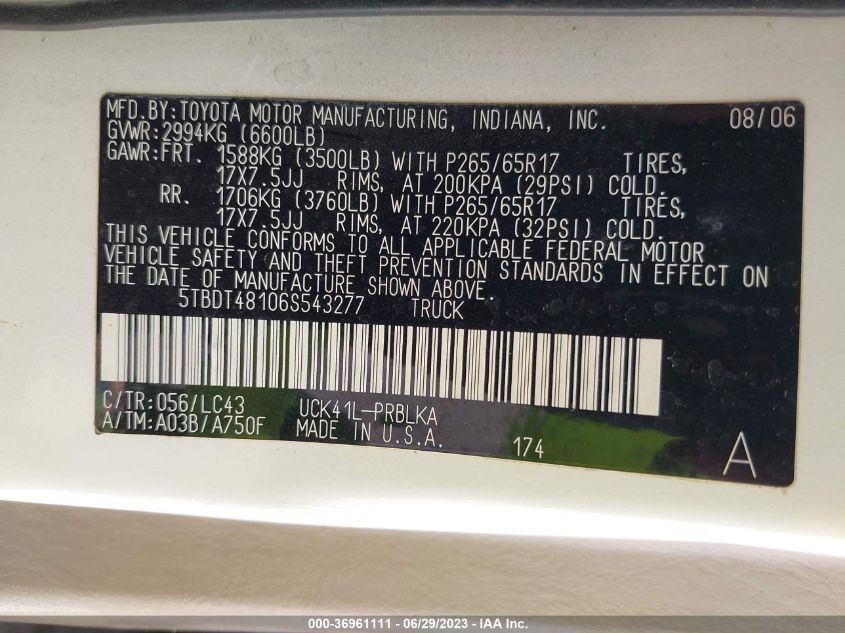 MFD.BY:TOYOTA MOTOR MANUFACTURING, INDIANA, INC. 08/06
GVWR:2994KG (6600LB)
GAWR:FRT. 1588KG (3500LB) WITH P265/65R17 TIRES,
17X7.5JJ RIMS, AT 200KPA (29PSI) COLD.
RR. 1706KG (3760LB) WITH P265/65R17 TIRES,
17X7.5JJ RIMS, AT 220KPA (32PSI) COLD.
THIS VEHICLE CONFORMS TO ALL APPLICABLE FEDERAL MOTOR
VEHICLE SAFETY AND THEFT PREVENTION STANDARDS IN EFFECT ON
THE DATE OF MANUFACTURE SHOWN ABOVE.
5TBDT48106S543277 TRUCK
C/TR:056/LC43 UCK41L-PRBLKA
A/TM:A03B/A750F MADE IN U.S.A. 174 A
000-36961111 - 06/29/2023 - IAA Inc.